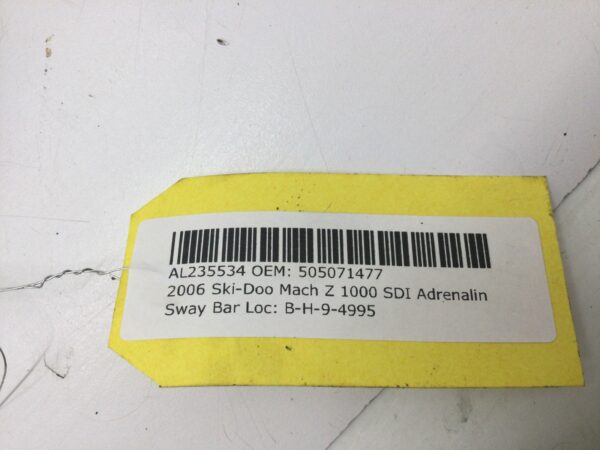 AL235534 OEM: 505071477
2006 Ski-Doo Mach Z 1000 SDI Adrenalin
Sway Bar Loc: B-H-9-4995